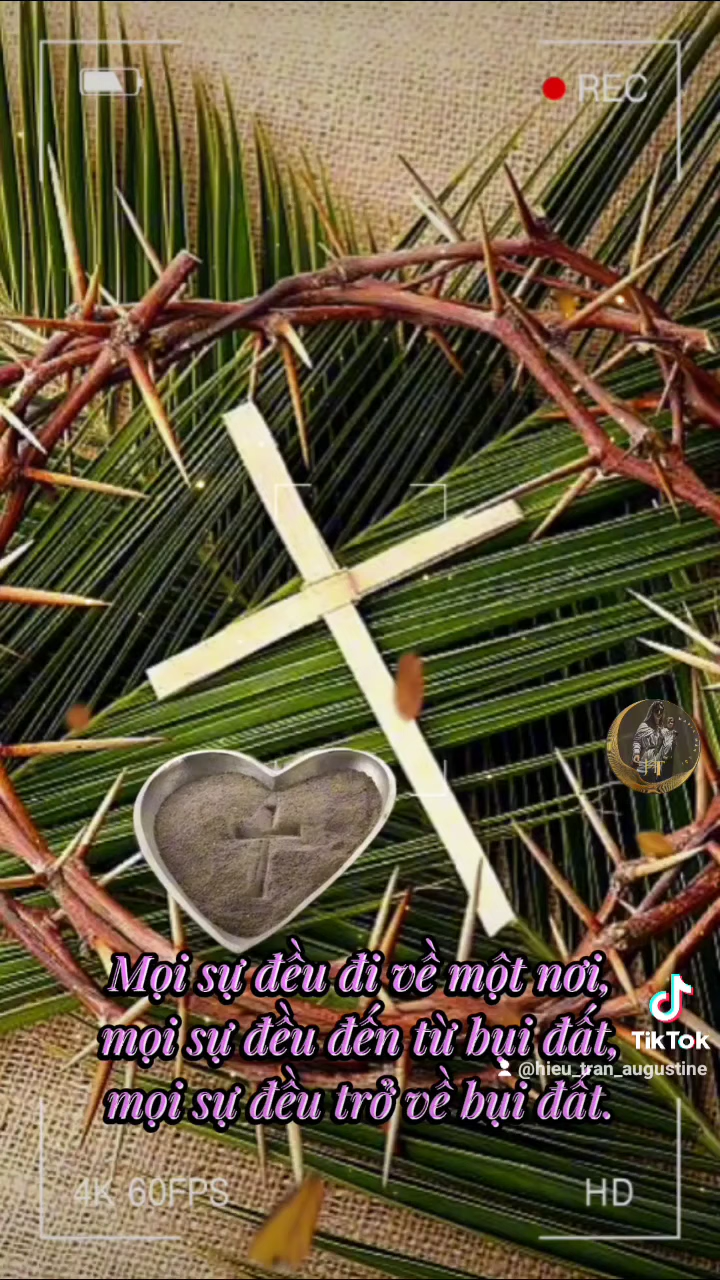 REC
Mọi sự đều đi về một nơi,
mọi sự đều đến từ bụi đất,
mọi sự đều trở về bụi đất.
TikTok
@hieu_tran_augustine
4K 60FPS
HD